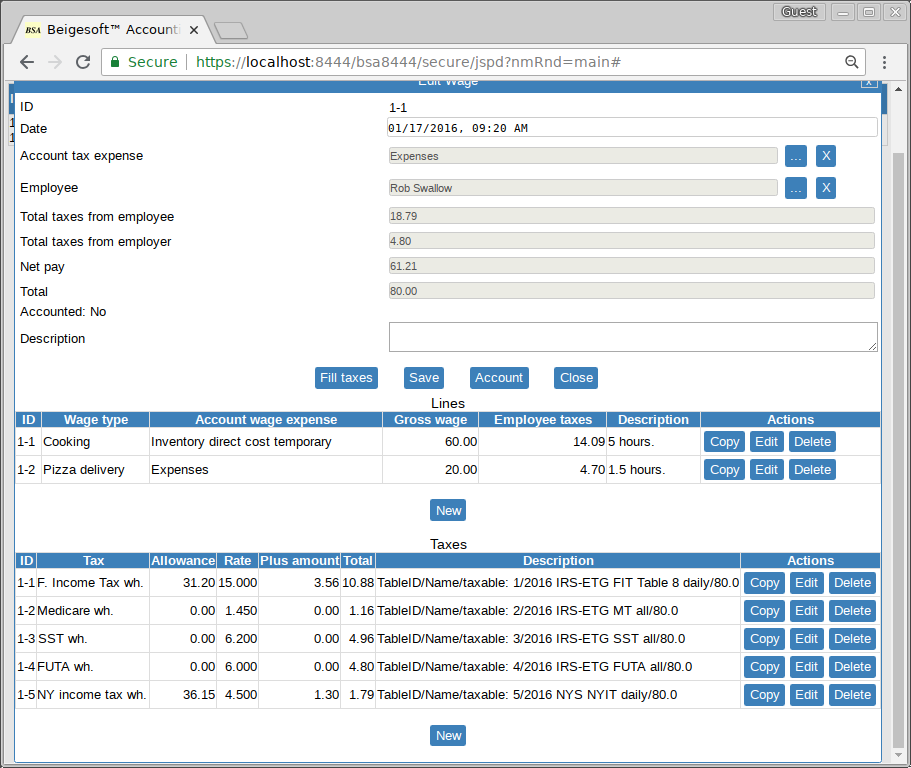 Guest
BSA Beigesoft™ Accounti
Secure https://localhost:8444/bsa8444/secure/jspd?nmRnd=main#
Edit Wage x
ID 1-1
Date 01/17/2016, 09:20 AM
Account tax expense Expenses ... X
Employee Rob Swallow ... X
Total taxes from employee 18.79
Total taxes from employer 4.80
Net pay 61.21
Total 80.00
Accounted: No
Description
Fill taxes Save Account Close
Lines
ID Wage type Account wage expense Gross wage Employee taxes Description Actions
1-1 Cooking Inventory direct cost temporary 60.00 14.09 5 hours. Copy Edit Delete
1-2 Pizza delivery Expenses 20.00 4.70 1.5 hours. Copy Edit Delete
New
Taxes
ID Tax Allowance Rate Plus amount Total Description Actions
1-1 F. Income Tax wh. 31.20 15.000 3.56 10.88 TableID/Name/taxable: 1/2016 IRS-ETG FIT Table 8 daily/80.0 Copy Edit Delete
1-2 Medicare wh. 0.00 1.450 0.00 1.16 TableID/Name/taxable: 2/2016 IRS-ETG MT all/80.0 Copy Edit Delete
1-3 SST wh. 0.00 6.200 0.00 4.96 TableID/Name/taxable: 3/2016 IRS-ETG SST all/80.0 Copy Edit Delete
1-4 FUTA wh. 0.00 6.000 0.00 4.80 TableID/Name/taxable: 4/2016 IRS-ETG FUTA all/80.0 Copy Edit Delete
1-5 NY income tax wh. 36.15 4.500 1.30 1.79 TableID/Name/taxable: 5/2016 NYS NYIT daily/80.0 Copy Edit Delete
New